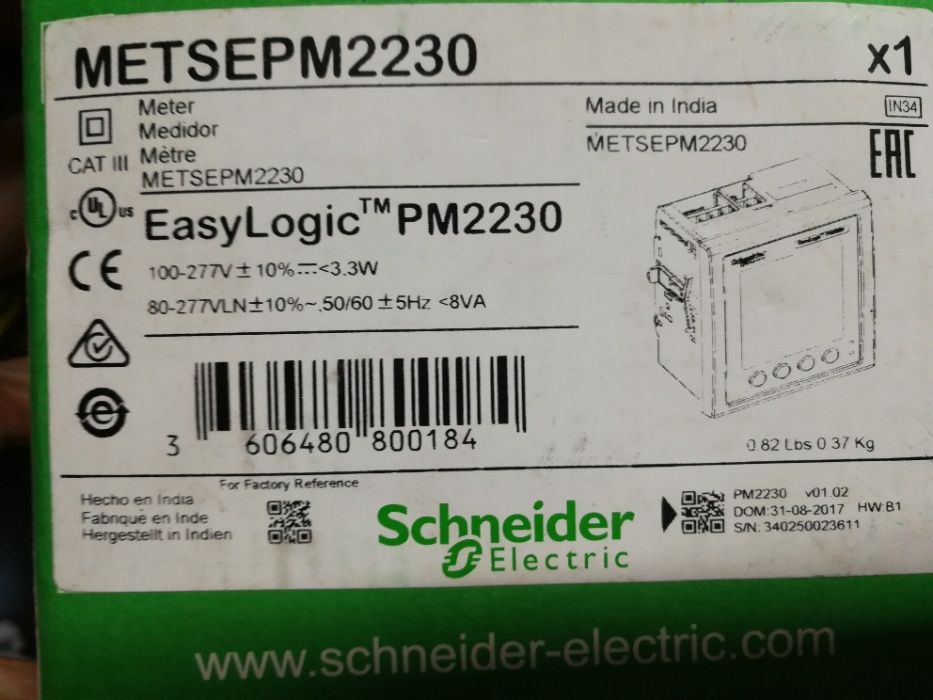 METSEPM2230 x1
Meter
Medidor
Mètre
METSEPM2230
CAT III
Made in India
IN34
METSEPM2230
EAC
c UL us
EasyLogic™ PM2230
CE
100-277V ± 10% ⎓ <3.3W
80-277VLN±10%~ 50/60 ± 5Hz <8VA
3 606480 800184
0.82 Lbs 0.37 Kg
For Factory Reference
Hecho en India
Fabriqué en Inde
Hergestellt in Indien
Schneider
Electric
PM2230 v01.02
DOM:31-08-2017 HW:B1
S/N: 340250023611
www.schneider-electric.com